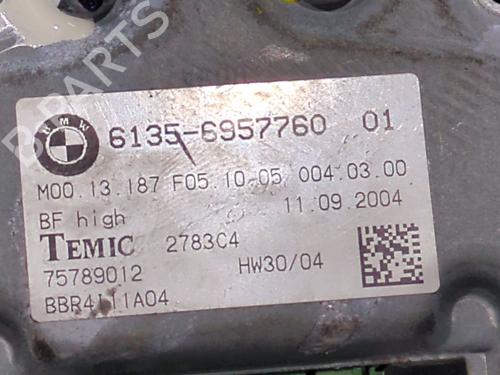 B-PARTS
BMW
6135-6957760 01
M00.13.187 F05.10.05 004.03.00
BF high 11.09.2004
TEMIC 2783C4
75789012 HW30/04
BBR4111A04